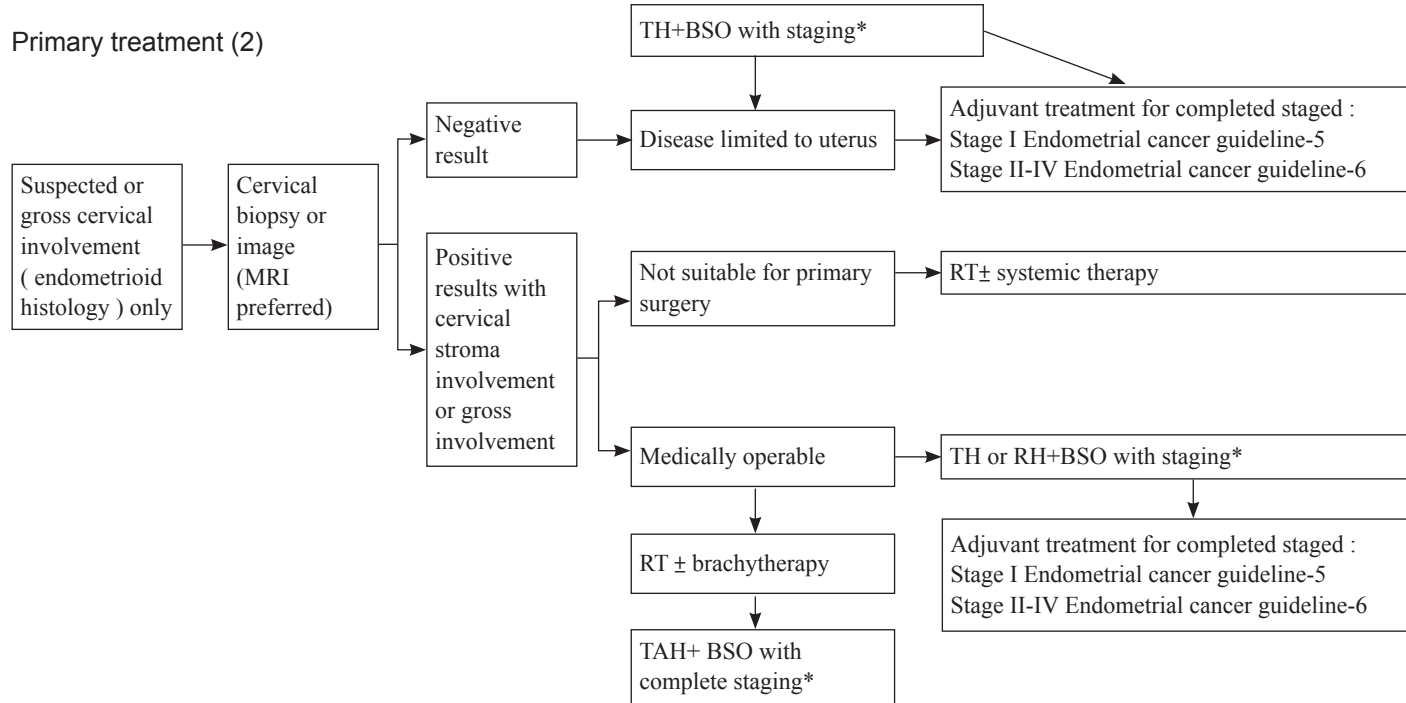 Primary treatment (2)
TH+BSO with staging*
Suspected or
gross cervical
involvement
( endometrioid
histology ) only
Cervical
biopsy or
image
(MRI
preferred)
Negative
result
Disease limited to uterus
Adjuvant treatment for completed staged :
Stage I Endometrial cancer guideline-5
Stage II-IV Endometrial cancer guideline-6
Positive
results with
cervical
stroma
involvement
or gross
involvement
Not suitable for primary
surgery
RT± systemic therapy
Medically operable
TH or RH+BSO with staging*
Adjuvant treatment for completed staged :
Stage I Endometrial cancer guideline-5
Stage II-IV Endometrial cancer guideline-6
RT ± brachytherapy
TAH+ BSO with
complete staging*